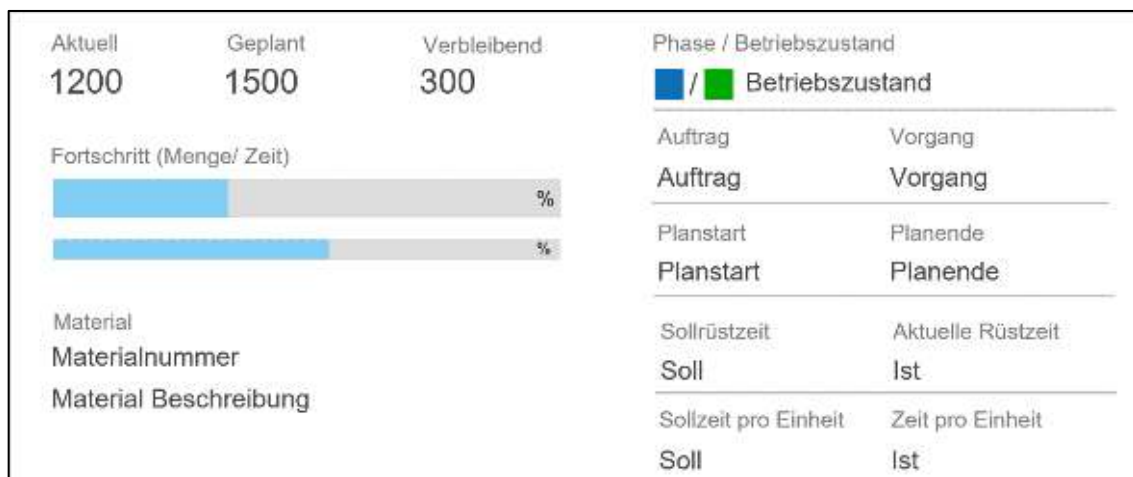 Aktuell Geplant Verbleibend
1200 1500 300
Fortschritt (Menge/ Zeit)
%
%
Material
Materialnummer
Material Beschreibung
Phase / Betriebszustand
/ Betriebszustand
Auftrag Vorgang
Auftrag Vorgang
Planstart Planende
Planstart Planende
Sollrüstzeit Aktuelle Rüstzeit
Soll Ist
Sollzeit pro Einheit Zeit pro Einheit
Soll Ist